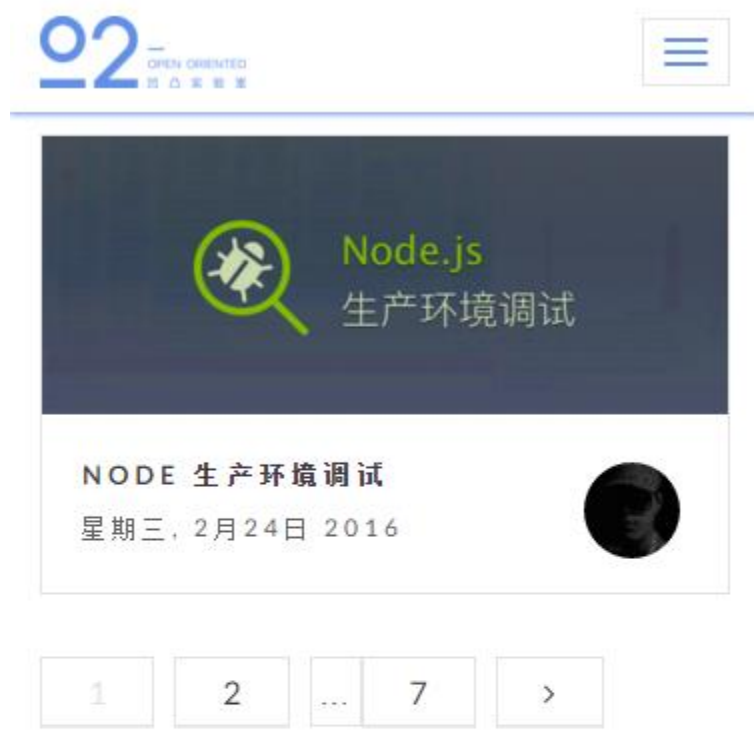 O2
OPEN ORIENTED
凹凸实验室
Node.js
生产环境调试
NODE 生产环境调试
星期三, 2月24日 2016
1 2 ... 7 >